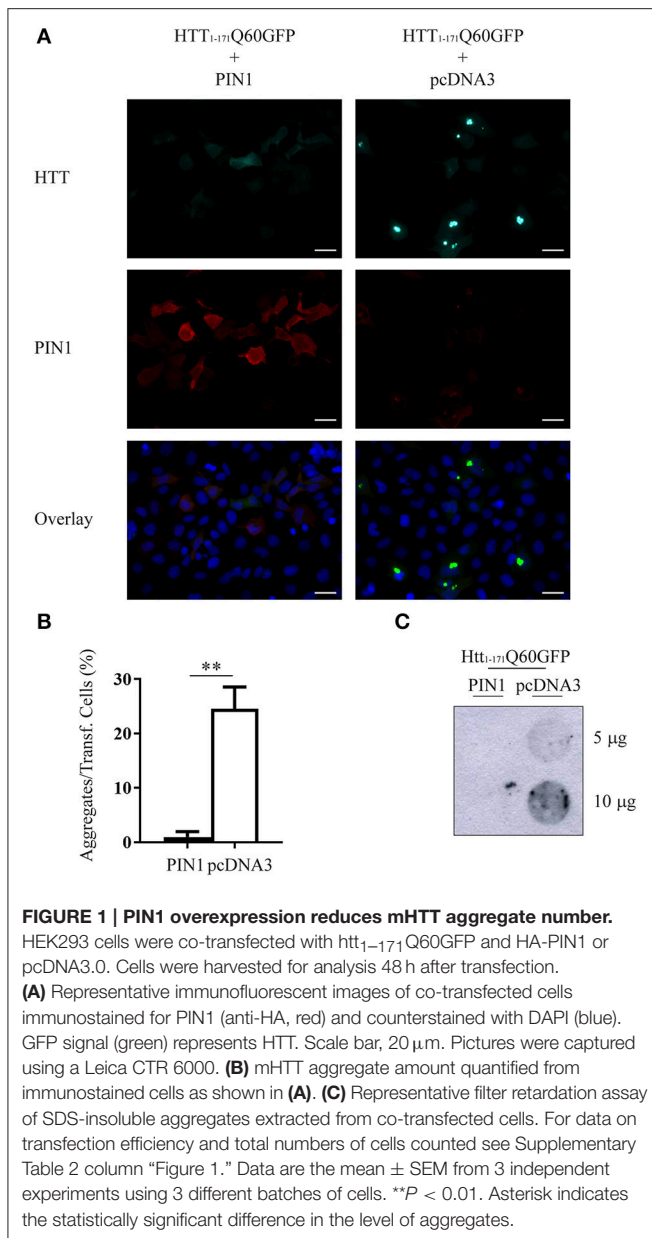 A
HTT₁₋₁₇₁Q60GFP
+
PIN1
HTT₁₋₁₇₁Q60GFP
+
pcDNA3
HTT
PIN1
Overlay
B
Aggregates/Transf. Cells (%)
30
20
10
0
**
PIN1 pcDNA3
C
Htt₁₋₁₇₁Q60GFP
PIN1 pcDNA3
5 µg
10 µg
FIGURE 1 | PIN1 overexpression reduces mHTT aggregate number.
HEK293 cells were co-transfected with htt₁₋₁₇₁Q60GFP and HA-PIN1 or
pcDNA3.0. Cells were harvested for analysis 48 h after transfection.
(A) Representative immunofluorescent images of co-transfected cells
immunostained for PIN1 (anti-HA, red) and counterstained with DAPI (blue).
GFP signal (green) represents HTT. Scale bar, 20 µm. Pictures were captured
using a Leica CTR 6000. (B) mHTT aggregate amount quantified from
immunostained cells as shown in (A). (C) Representative filter retardation assay
of SDS-insoluble aggregates extracted from co-transfected cells. For data on
transfection efficiency and total numbers of cells counted see Supplementary
Table 2 column “Figure 1.” Data are the mean ± SEM from 3 independent
experiments using 3 different batches of cells. **P < 0.01. Asterisk indicates
the statistically significant difference in the level of aggregates.